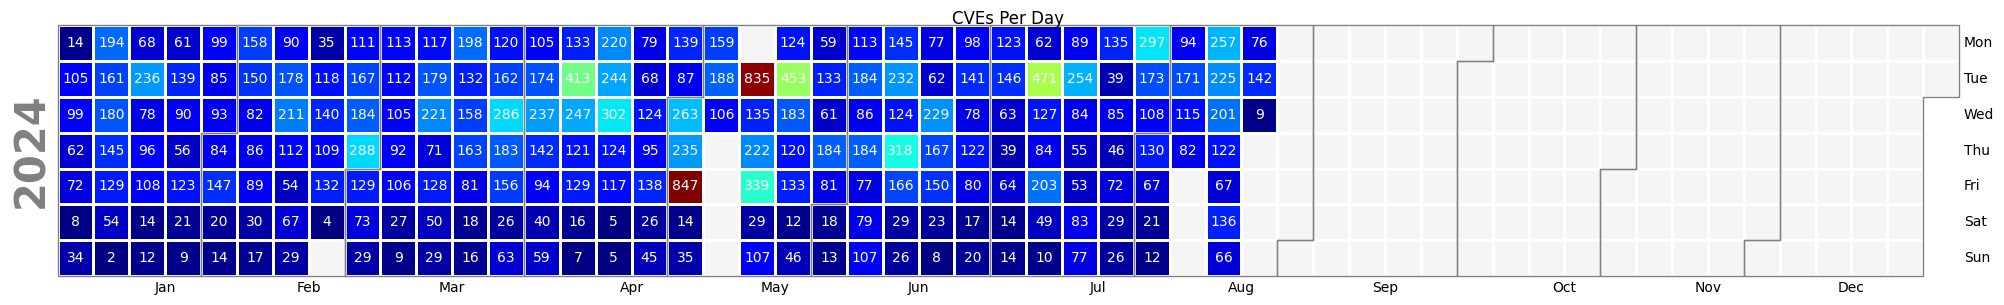 CVEs Per Day
14 194 68 61 99 158 90 35 111 113 117 198 120 105 133 220 79 139 159 124 59 113 145 77 98 123 62 89 135 297 94 257 76 Mon
105 161 236 139 85 150 178 118 167 112 179 132 162 174 413 244 68 87 188 835 453 133 184 232 62 141 146 471 254 39 173 171 225 142 Tue
99 180 78 90 93 82 211 140 184 105 221 158 286 237 247 302 124 263 106 135 183 61 86 124 229 78 63 127 84 85 108 115 201 9 Wed
62 145 96 56 84 86 112 109 288 92 71 163 183 142 121 124 95 235 222 120 184 184 318 167 122 39 84 55 46 130 82 122 Thu
72 129 108 123 147 89 54 132 129 106 128 81 156 94 129 117 138 847 339 133 81 77 166 150 80 64 203 53 72 67 67 Fri
8 54 14 21 20 30 67 4 73 27 50 18 26 40 16 5 26 14 29 12 18 79 29 23 17 14 49 83 29 21 136 Sat
34 2 12 9 14 17 29 29 9 29 16 63 59 7 5 45 35 107 46 13 107 26 8 20 14 10 77 26 12 66 Sun
2024
Jan Feb Mar Apr May Jun Jul Aug Sep Oct Nov Dec